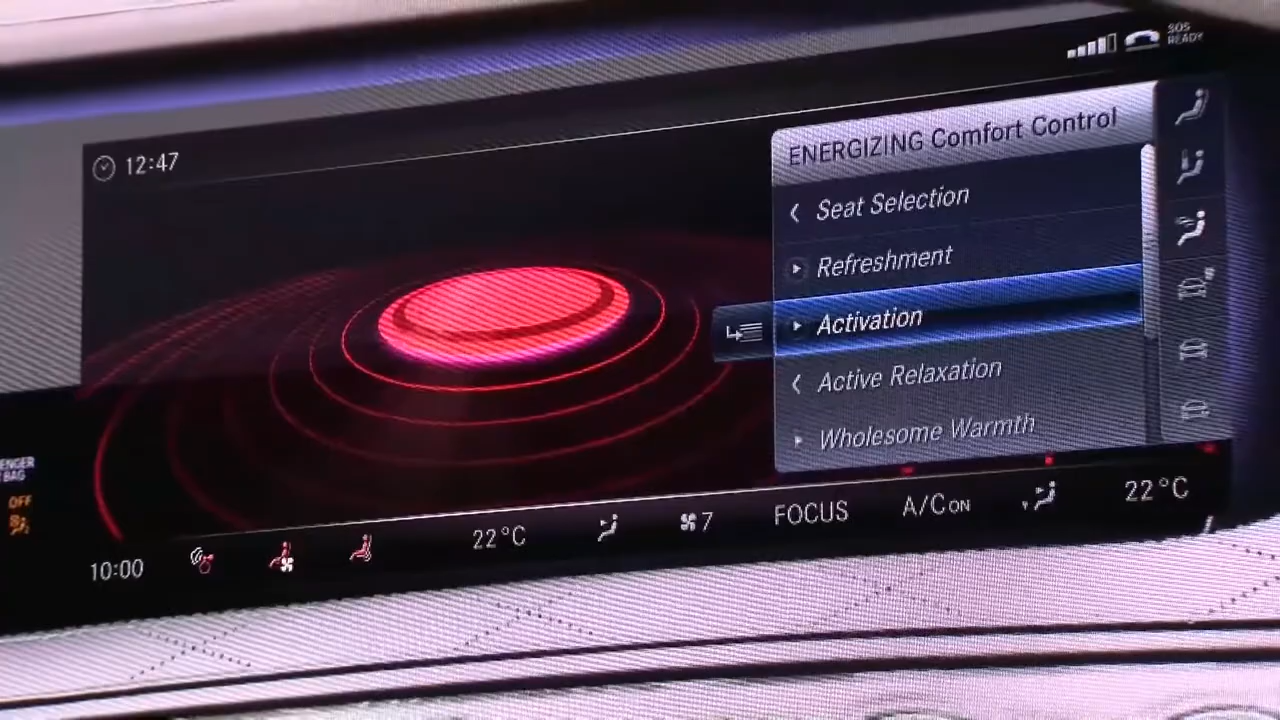 SOS
READY
12:47
ENERGIZING Comfort Control
Seat Selection
Refreshment
Activation
Active Relaxation
Wholesome Warmth
OFF
10:00
22°C
7
FOCUS
A/C ON
22°C